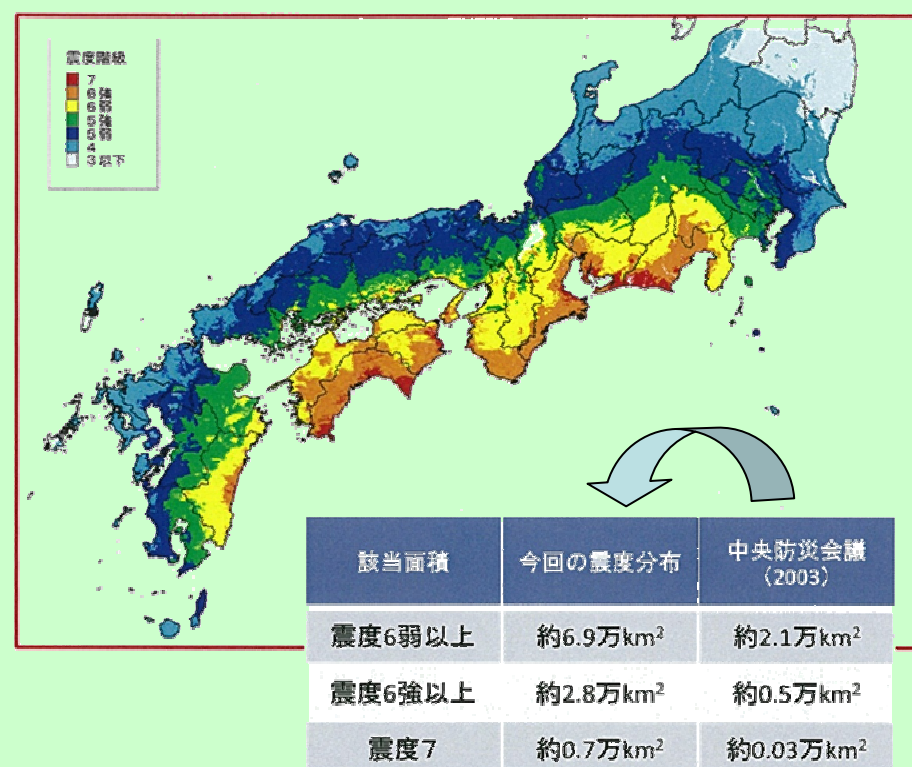 震度階級
7
6強
6弱
5強
5弱
4
3以下
該当面積
今回の震度分布
中央防災会議
（2003）
震度6弱以上
約6.9万km²
約2.1万km²
震度6強以上
約2.8万km²
約0.5万km²
震度7
約0.7万km²
約0.03万km²